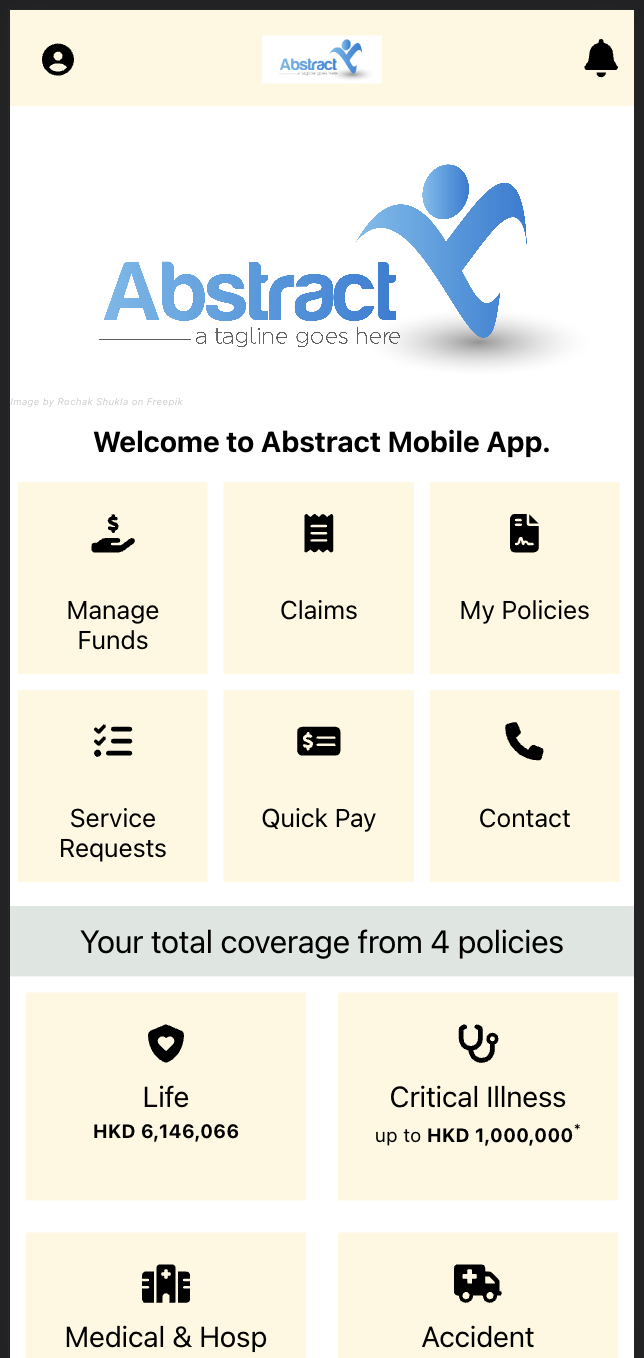 Abstract
a tagline goes here
Abstract
a tagline goes here
Image by Rochak Shukla on Freepik
Welcome to Abstract Mobile App.
Manage
Funds
Claims
My Policies
Service
Requests
Quick Pay
Contact
Your total coverage from 4 policies
Life
HKD 6,146,066
Critical Illness
up to HKD 1,000,000*
Medical & Hosp
Accident